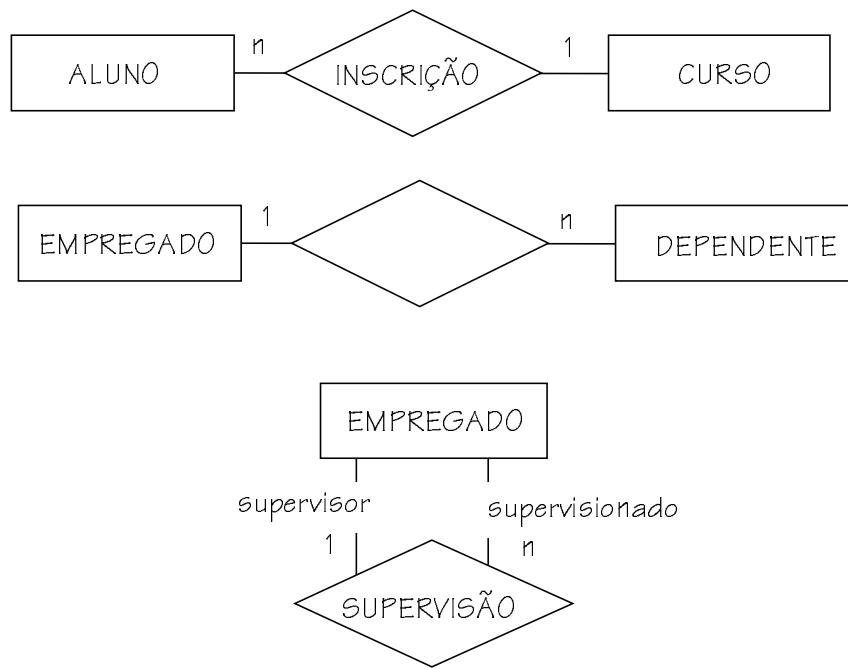 ALUNO n INSCRIÇÃO 1 CURSO
EMPREGADO 1 n DEPENDENTE
EMPREGADO
supervisor supervisionado
1 n
SUPERVISÃO